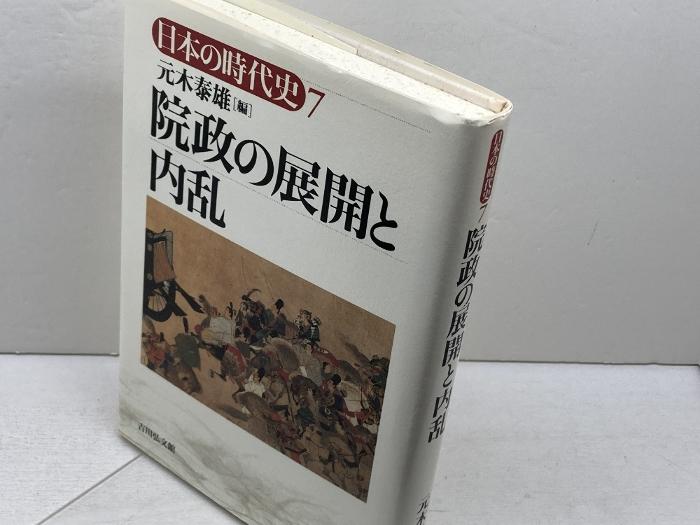 日本の時代史 7
元木泰雄[編]
院政の展開と
内乱
吉川弘文館
日本の時代史 7
院政の展開と内乱
元木